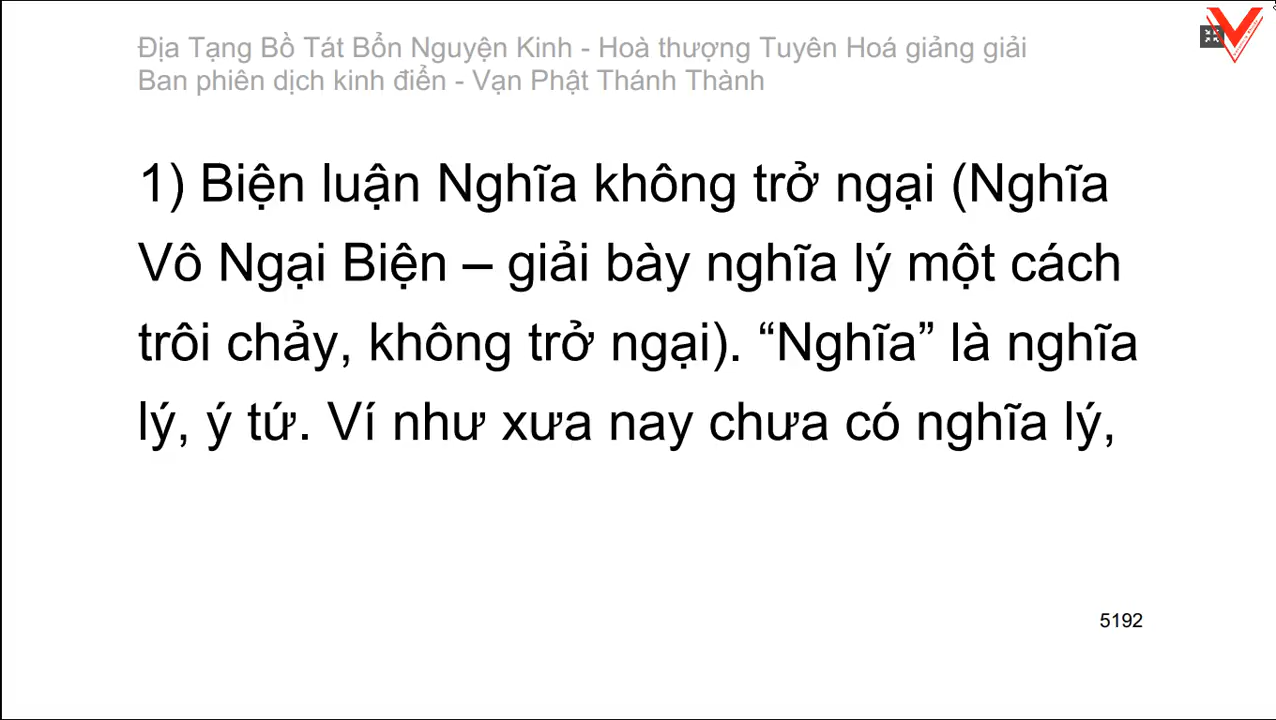 Địa Tạng Bồ Tát Bổn Nguyện Kinh - Hoà thượng Tuyên Hoá giảng giải
Ban phiên dịch kinh điển - Vạn Phật Thánh Thành
1) Biện luận Nghĩa không trở ngại (Nghĩa
Vô Ngại Biện – giải bày nghĩa lý một cách
trôi chảy, không trở ngại). “Nghĩa” là nghĩa
lý, ý tứ. Ví như xưa nay chưa có nghĩa lý,
5192